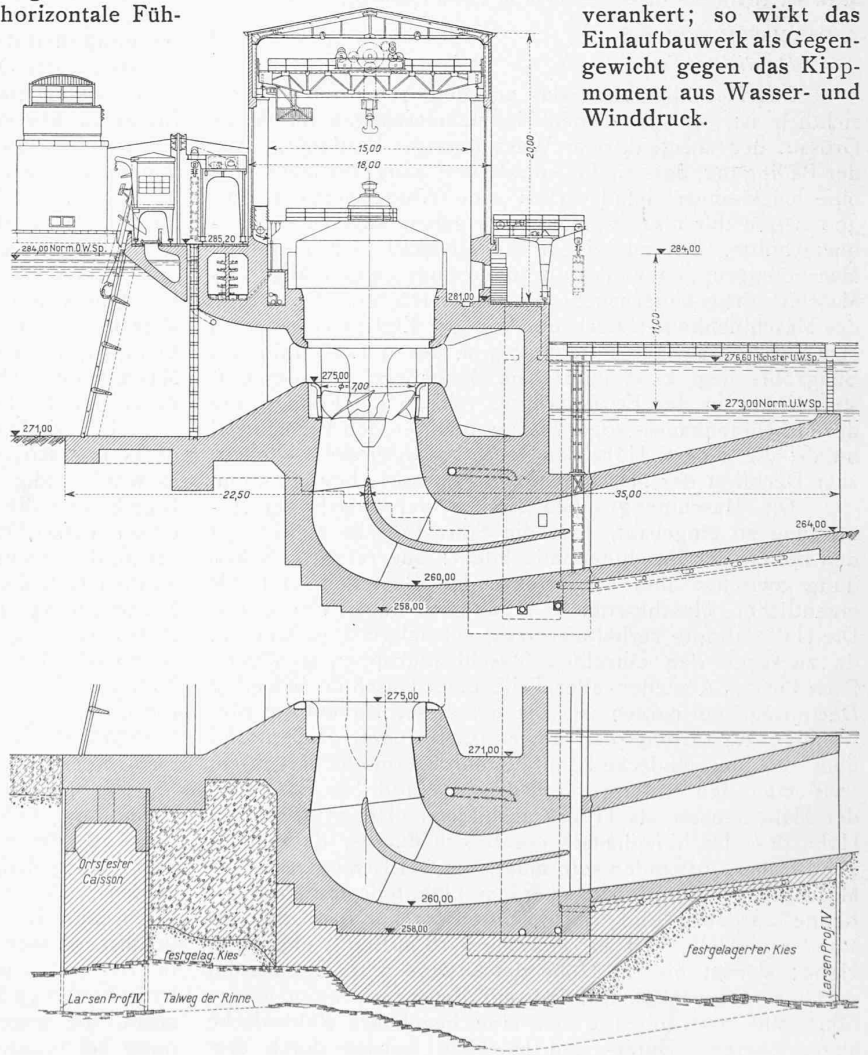 horizontale Füh-
verankert; so wirkt das
Einlaufbauwerk als Gegen-
gewicht gegen das Kipp-
moment aus Wasser- und
Winddruck.
15,00
18,00
20,00
284,00 Norm.O.W.Sp.
285,20
284,00
281,00
11,00
276,60 Höchster U.W.Sp.
275,00
φ=7,00
273,00 Norm.U.W.Sp.
271,00
22,50
35,00
264,00
260,00
258,00
275,00
271,00
Ortsfester
Caisson
260,00
258,00
festgelag. Kies
festgelagerter Kies
Larsen Prof IV
Larsen Prof IV
Talweg der Rinne